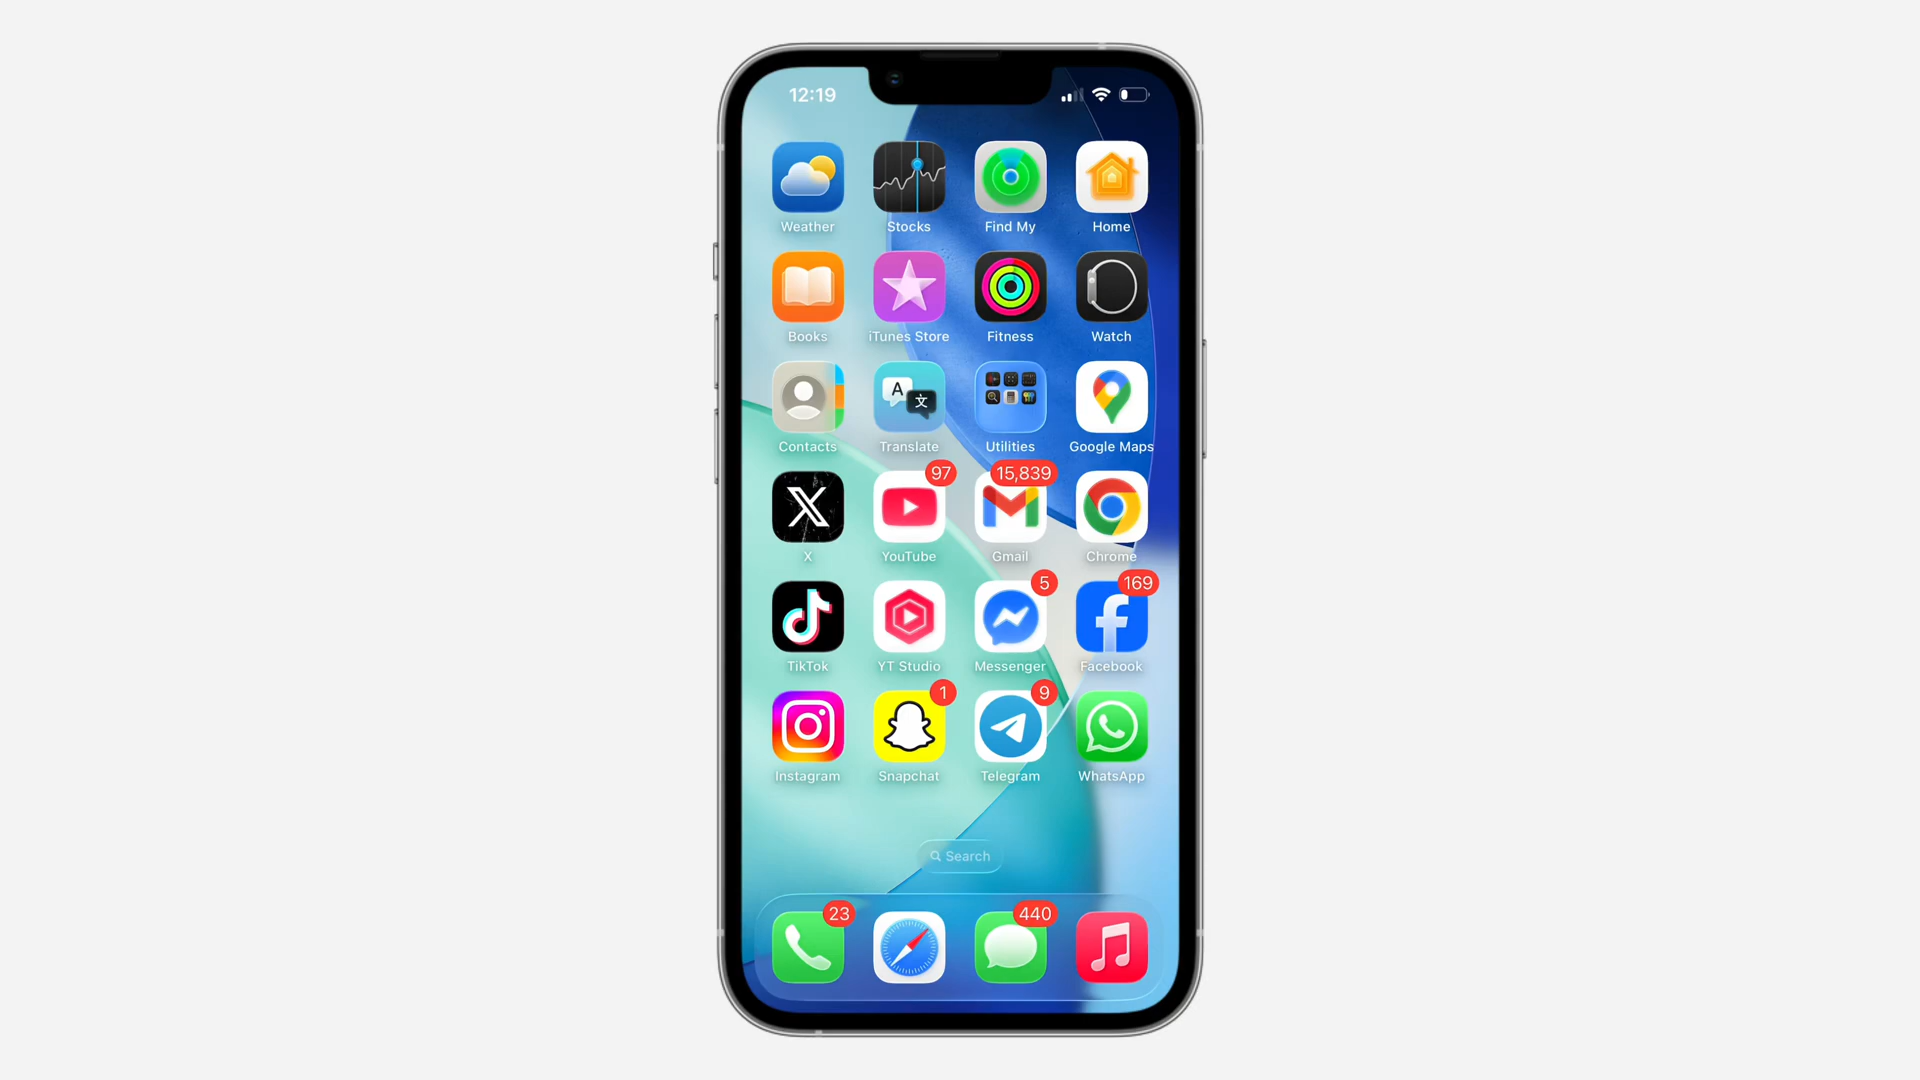 12:19
Weather Stocks Find My Home
Books iTunes Store Fitness Watch
A 文
Contacts Translate Utilities Google Maps
97 15,839
X YouTube Gmail Chrome
5 169
TikTok YT Studio Messenger Facebook
1 9
Instagram Snapchat Telegram WhatsApp
Search
23 440